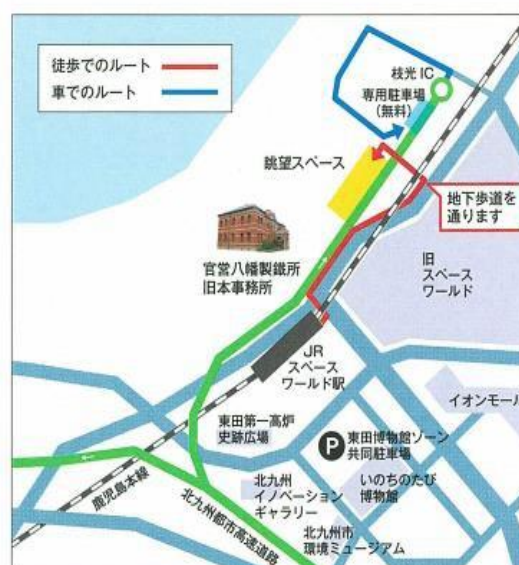 徒歩でのルート
車でのルート
枝光IC
専用駐車場
(無料)
眺望スペース
地下歩道を
通ります
官営八幡製鐵所
旧本事務所
旧
スペース
ワールド
JR
スペース
ワールド駅
イオンモール
東田第一高炉
史跡広場
P
東田博物館ゾーン
共同駐車場
いのちのたび
博物館
北九州
イノベーション
ギャラリー
北九州市
環境ミュージアム
鹿児島本線
北九州都市高速道路